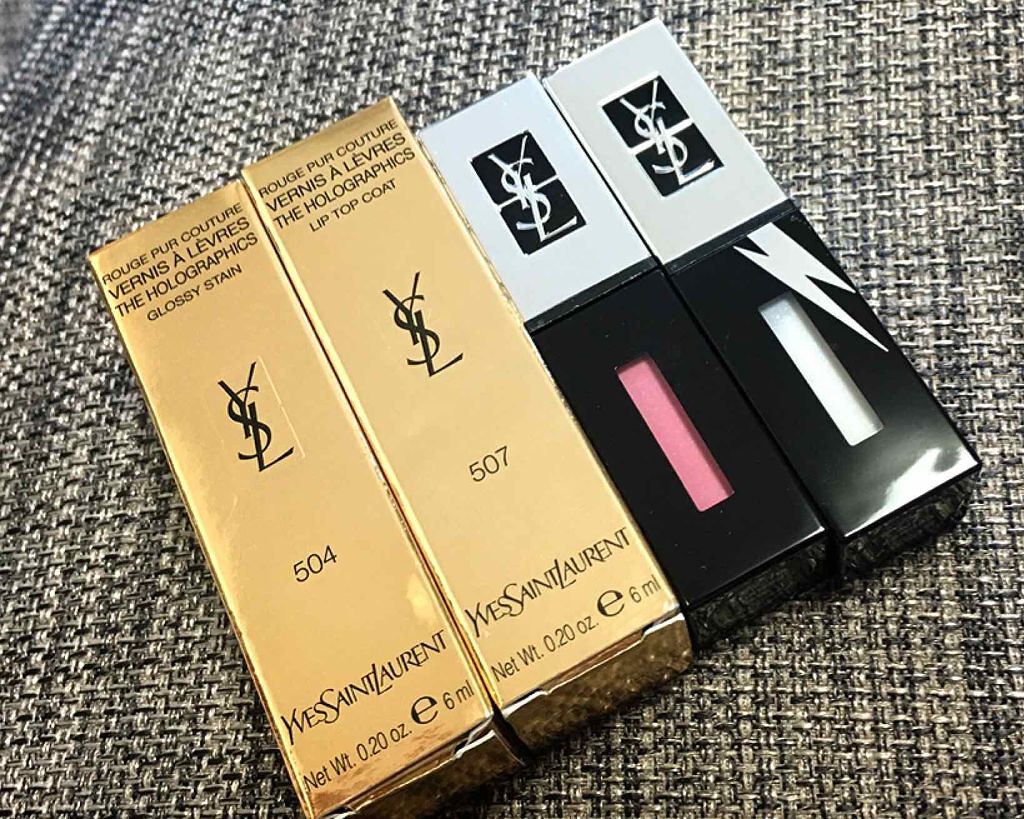 ROUGE PUR COUTURE
VERNIS À LÈVRES
THE HOLOGRAPHICS
GLOSSY STAIN
YSL
504
YVESSAINTLAURENT
Net Wt. 0.20 oz. e 6 ml
ROUGE PUR COUTURE
VERNIS À LÈVRES
THE HOLOGRAPHICS
LIP TOP COAT
YSL
507
YVESSAINTLAURENT
Net Wt. 0.20 oz e 6 ml
YSL
YSL